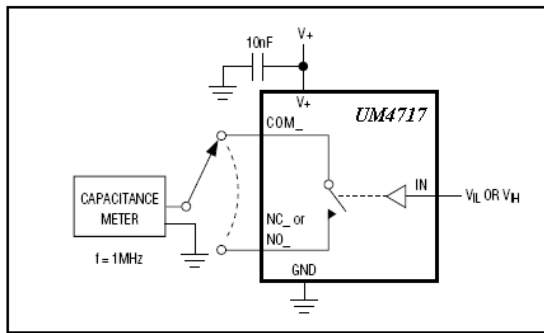 V+
10nF
V+
UM4717
COM_
IN
VIL OR VIH
CAPACITANCE
METER
NC_ or
NO_
f = 1MHz
GND